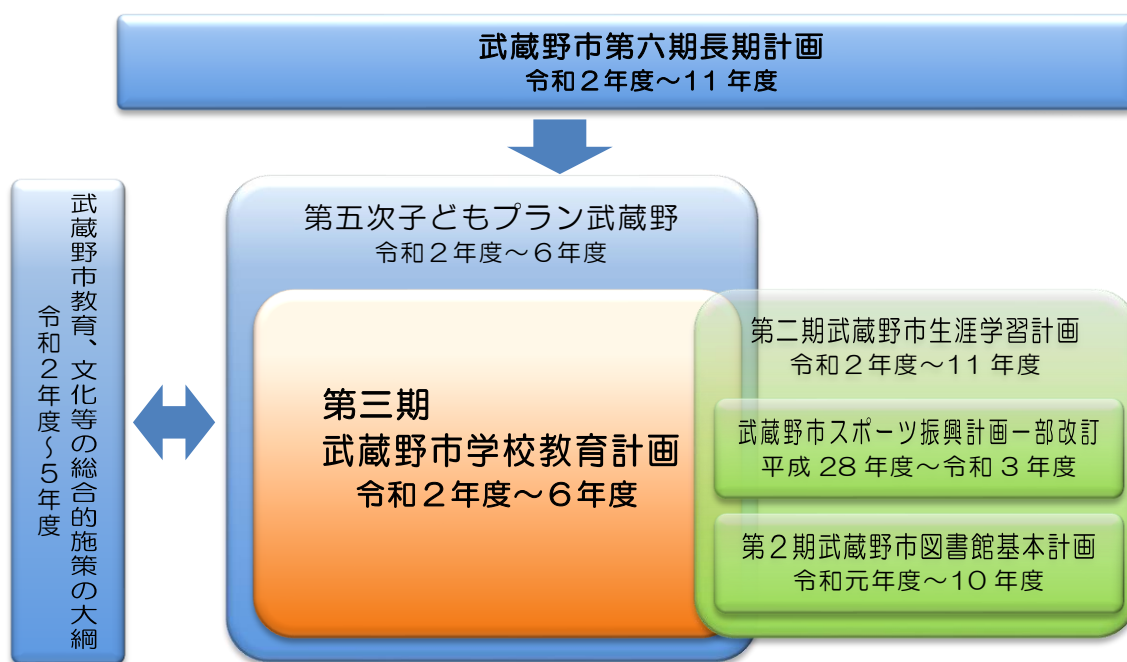 武蔵野市第六期長期計画
令和２年度～11 年度
武蔵野市教育、文化等の総合的施策の大綱
令和２年度～５年度
第五次子どもプラン武蔵野
令和２年度～６年度
第三期
武蔵野市学校教育計画
令和２年度～６年度
第二期武蔵野市生涯学習計画
令和２年度～11 年度
武蔵野市スポーツ振興計画一部改訂
平成 28 年度～令和 3 年度
第２期武蔵野市図書館基本計画
令和元年度～10 年度